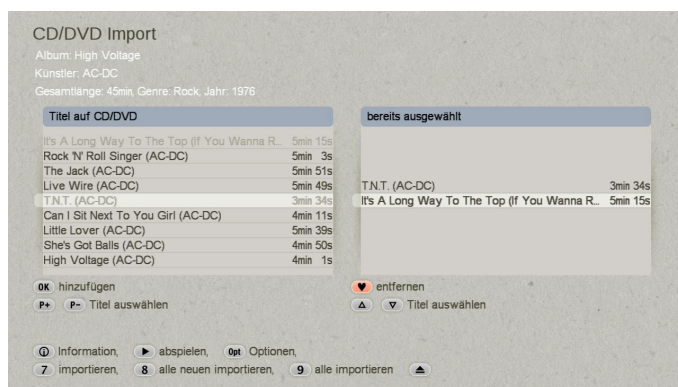 CD/DVD Import
Album: High Voltage
Künstler: AC-DC
Gesamtlänge: 45min, Genre: Rock, Jahr: 1976
Titel auf CD/DVD
It's A Long Way To The Top (If You Wanna R... 5min 15s
Rock 'N' Roll Singer (AC-DC) 5min 3s
The Jack (AC-DC) 5min 51s
Live Wire (AC-DC) 5min 49s
T.N.T. (AC-DC) 3min 34s
Can I Sit Next To You Girl (AC-DC) 4min 11s
Little Lover (AC-DC) 5min 39s
She's Got Balls (AC-DC) 4min 50s
High Voltage (AC-DC) 4min 1s
OK hinzufügen
P+ P- Titel auswählen
bereits ausgewählt
T.N.T. (AC-DC) 3min 34s
It's A Long Way To The Top (If You Wanna R... 5min 15s
entfernen
Titel auswählen
Information, abspielen, Opt Optionen,
7 importieren, 8 alle neuen importieren, 9 alle importieren